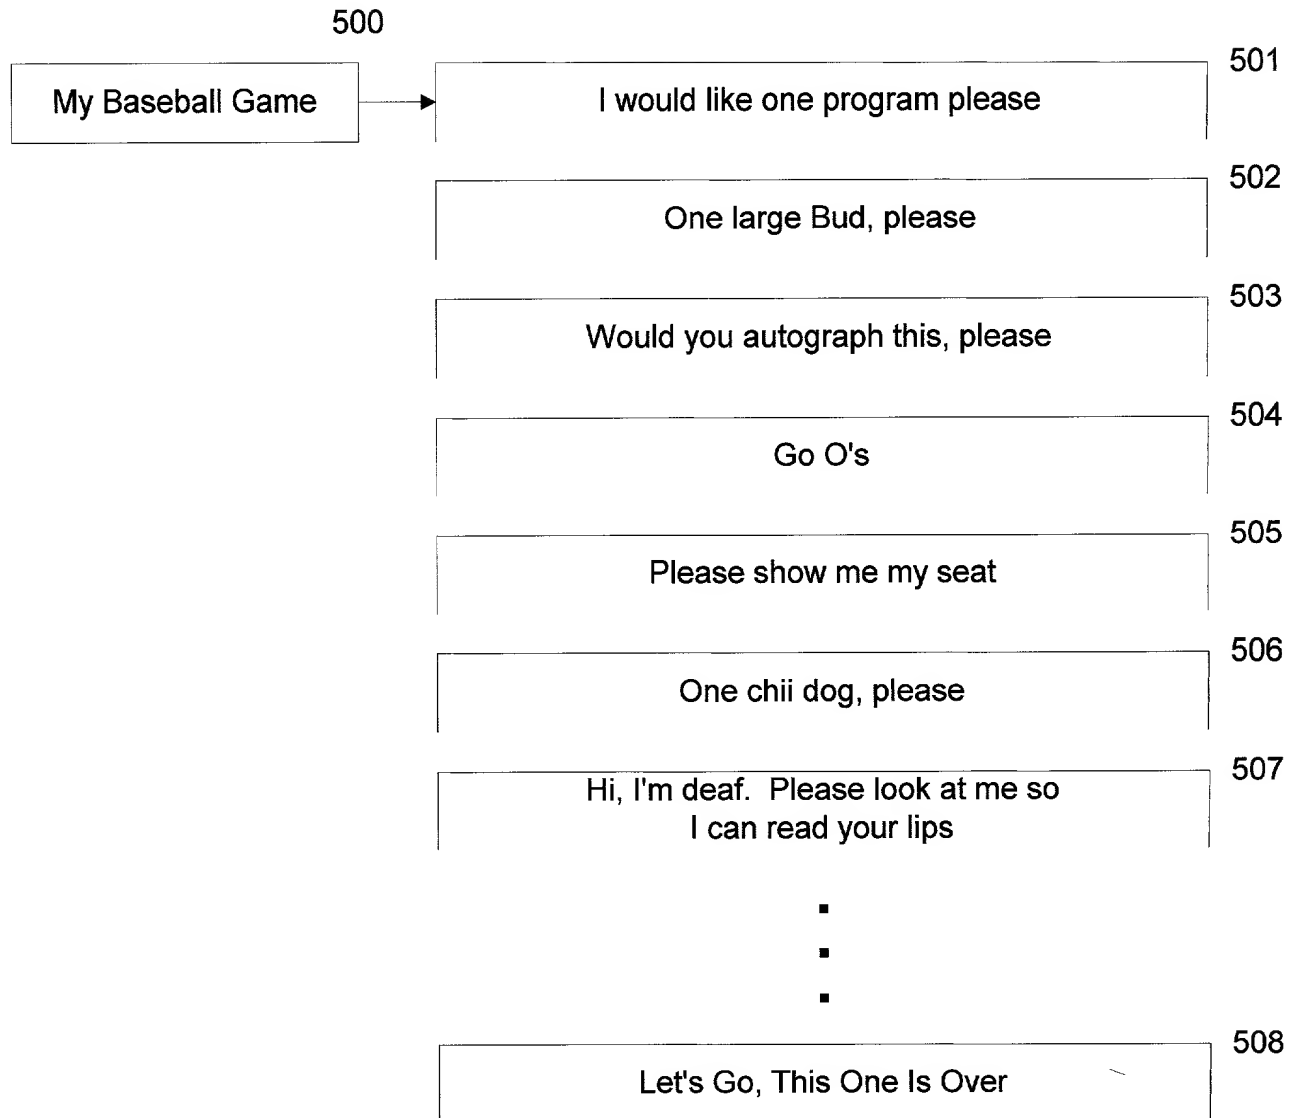 500
My Baseball Game
501
I would like one program please
502
One large Bud, please
503
Would you autograph this, please
504
Go O's
505
Please show me my seat
506
One chii dog, please
507
Hi, I'm deaf. Please look at me so
I can read your lips
508
Let's Go, This One Is Over